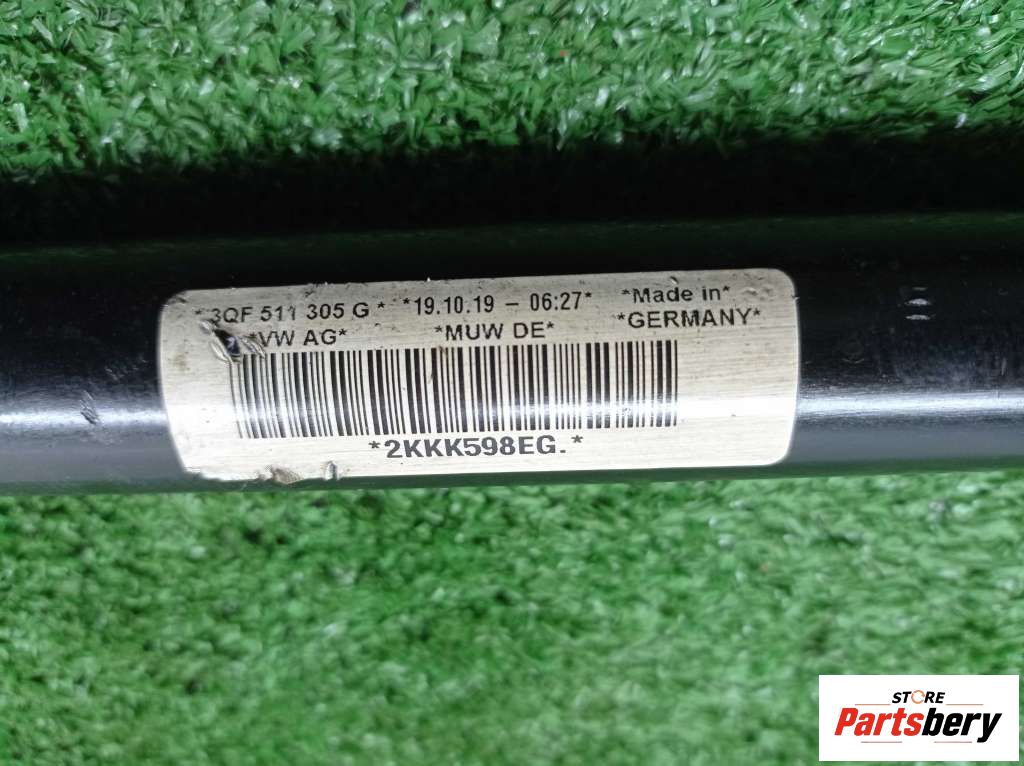 * 3QF 511 305 G * *19.10.19 - 06:27* *Made in*
*VW AG* *MUW DE* *GERMANY*
*2KKK598EG.*
STORE
Partsbery